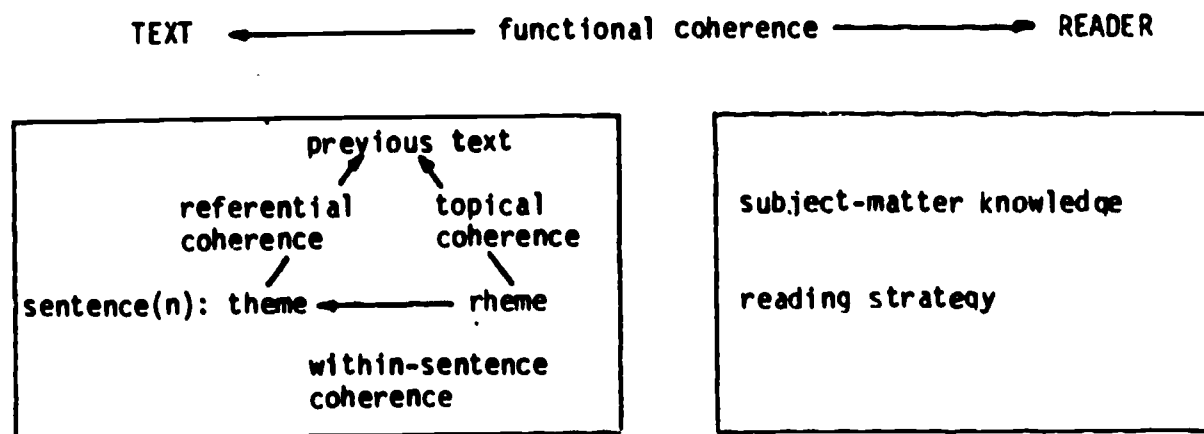 TEXT functional coherence READER
previous text
referential topical
coherence coherence
sentence(n): theme rheme
within-sentence
coherence
subject-matter knowledge
reading strategy